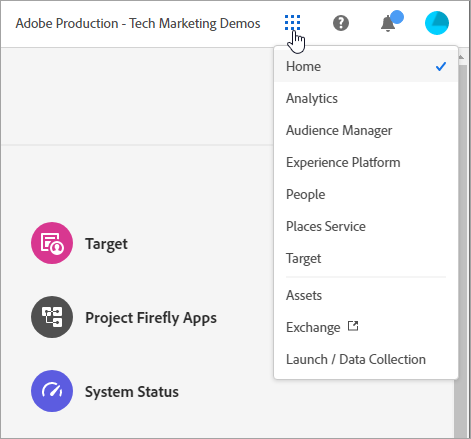 Adobe Production - Tech Marketing Demos
Home
Analytics
Audience Manager
Experience Platform
People
Places Service
Target
Assets
Exchange
Launch / Data Collection
Target
Project Firefly Apps
System Status